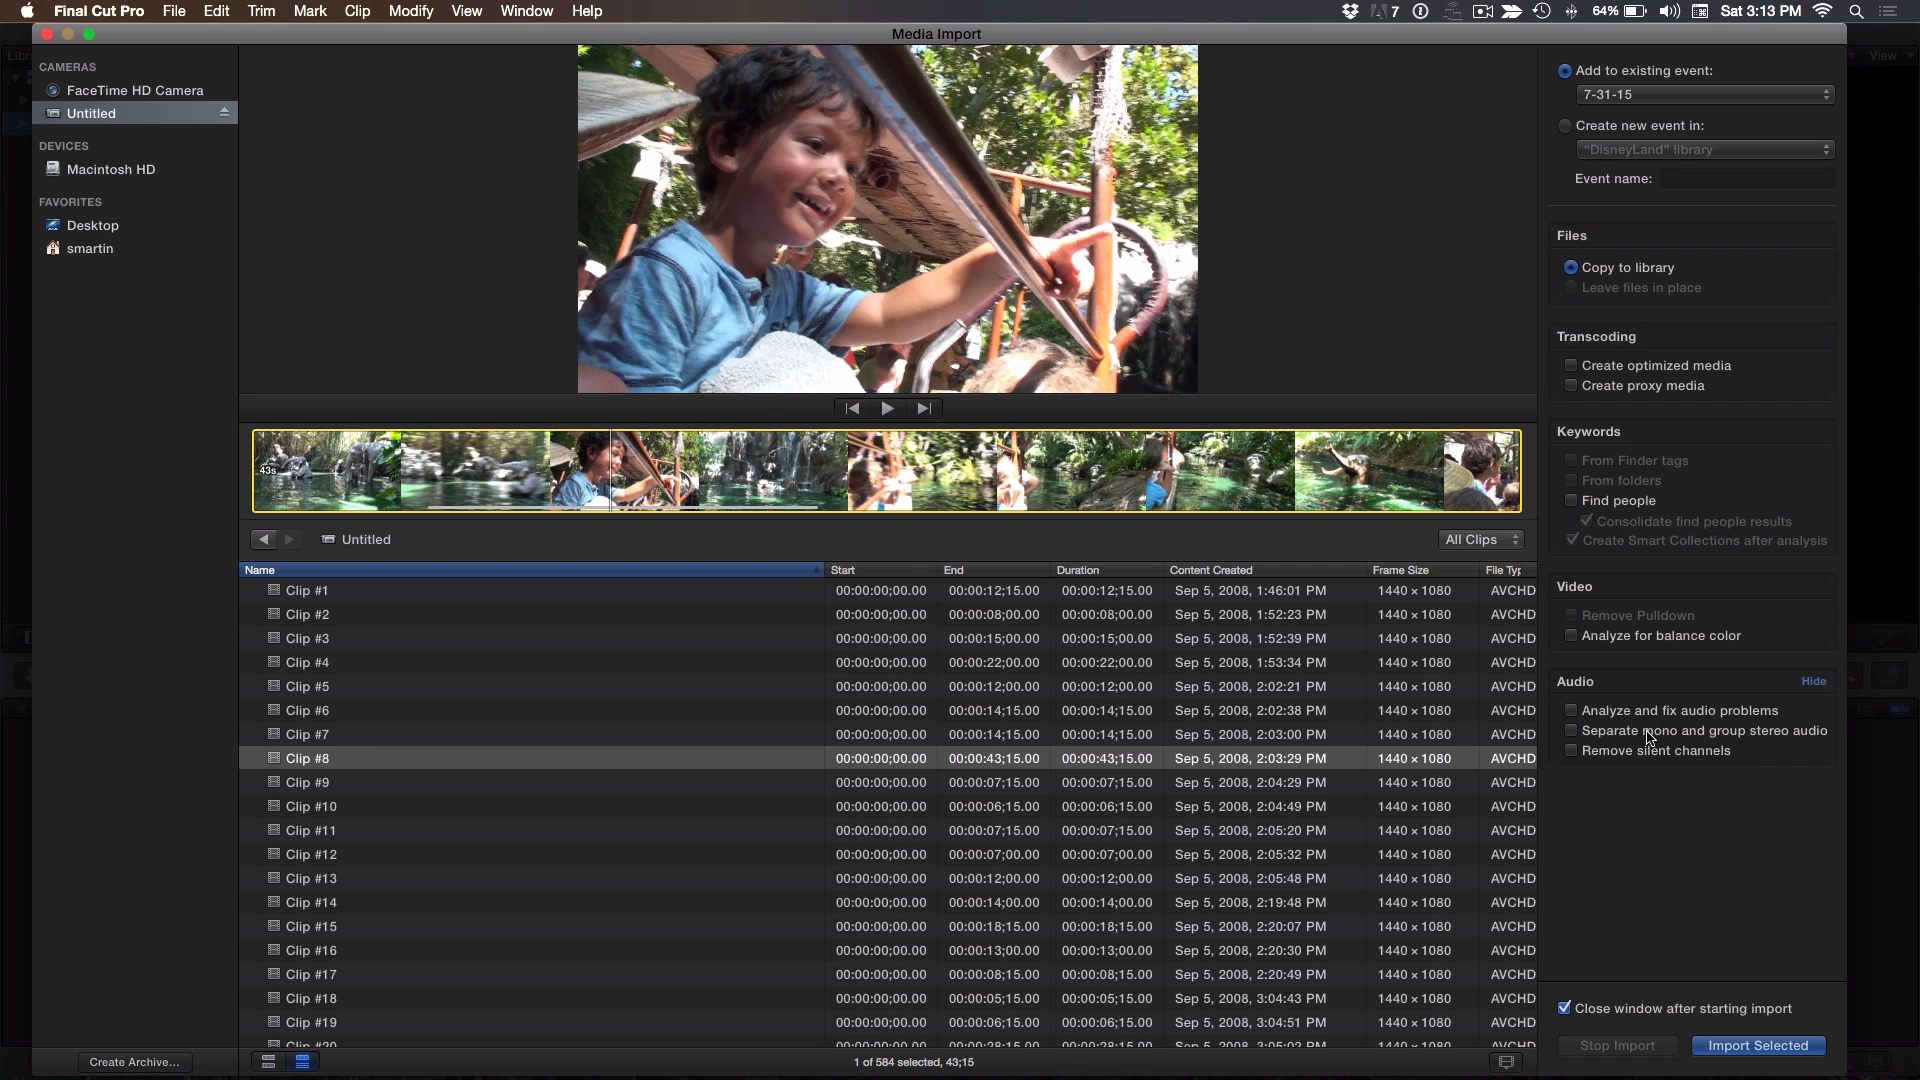 Final Cut Pro File Edit Trim Mark Clip Modify View Window Help 7 64% Sat 3:13 PM
Media Import
CAMERAS
FaceTime HD Camera
Untitled
DEVICES
Macintosh HD
FAVORITES
Desktop
smartin
Create Archive...
43s
Untitled
All Clips
Name Start End Duration Content Created Frame Size File Typ
Clip #1 00:00:00;00.00 00:00:12;15.00 00:00:12;15.00 Sep 5, 2008, 1:46:01 PM 1440 × 1080 AVCHD
Clip #2 00:00:00;00.00 00:00:08;00.00 00:00:08;00.00 Sep 5, 2008, 1:52:23 PM 1440 × 1080 AVCHD
Clip #3 00:00:00;00.00 00:00:15;00.00 00:00:15;00.00 Sep 5, 2008, 1:52:39 PM 1440 × 1080 AVCHD
Clip #4 00:00:00;00.00 00:00:22;00.00 00:00:22;00.00 Sep 5, 2008, 1:53:34 PM 1440 × 1080 AVCHD
Clip #5 00:00:00;00.00 00:00:12;00.00 00:00:12;00.00 Sep 5, 2008, 2:02:21 PM 1440 × 1080 AVCHD
Clip #6 00:00:00;00.00 00:00:14;15.00 00:00:14;15.00 Sep 5, 2008, 2:02:38 PM 1440 × 1080 AVCHD
Clip #7 00:00:00;00.00 00:00:14;15.00 00:00:14;15.00 Sep 5, 2008, 2:03:00 PM 1440 × 1080 AVCHD
Clip #8 00:00:00;00.00 00:00:43;15.00 00:00:43;15.00 Sep 5, 2008, 2:03:29 PM 1440 × 1080 AVCHD
Clip #9 00:00:00;00.00 00:00:07;15.00 00:00:07;15.00 Sep 5, 2008, 2:04:29 PM 1440 × 1080 AVCHD
Clip #10 00:00:00;00.00 00:00:06;15.00 00:00:06;15.00 Sep 5, 2008, 2:04:49 PM 1440 × 1080 AVCHD
Clip #11 00:00:00;00.00 00:00:07;15.00 00:00:07;15.00 Sep 5, 2008, 2:05:20 PM 1440 × 1080 AVCHD
Clip #12 00:00:00;00.00 00:00:07;00.00 00:00:07;00.00 Sep 5, 2008, 2:05:32 PM 1440 × 1080 AVCHD
Clip #13 00:00:00;00.00 00:00:12;00.00 00:00:12;00.00 Sep 5, 2008, 2:05:48 PM 1440 × 1080 AVCHD
Clip #14 00:00:00;00.00 00:00:14;00.00 00:00:14;00.00 Sep 5, 2008, 2:19:48 PM 1440 × 1080 AVCHD
Clip #15 00:00:00;00.00 00:00:18;15.00 00:00:18;15.00 Sep 5, 2008, 2:20:07 PM 1440 × 1080 AVCHD
Clip #16 00:00:00;00.00 00:00:13;00.00 00:00:13;00.00 Sep 5, 2008, 2:20:30 PM 1440 × 1080 AVCHD
Clip #17 00:00:00;00.00 00:00:08;15.00 00:00:08;15.00 Sep 5, 2008, 2:20:49 PM 1440 × 1080 AVCHD
Clip #18 00:00:00;00.00 00:00:05;15.00 00:00:05;15.00 Sep 5, 2008, 3:04:43 PM 1440 × 1080 AVCHD
Clip #19 00:00:00;00.00 00:00:06;15.00 00:00:06;15.00 Sep 5, 2008, 3:04:51 PM 1440 × 1080 AVCHD
1 of 584 selected, 43;15
Add to existing event:
7-31-15
Create new event in:
"DisneyLand" library
Event name:
Files
Copy to library
Leave files in place
Transcoding
Create optimized media
Create proxy media
Keywords
From Finder tags
From folders
Find people
Consolidate find people results
Create Smart Collections after analysis
Video
Remove Pulldown
Analyze for balance color
Audio Hide
Analyze and fix audio problems
Separate mono and group stereo audio
Remove silent channels
Close window after starting import
Stop Import Import Selected
View